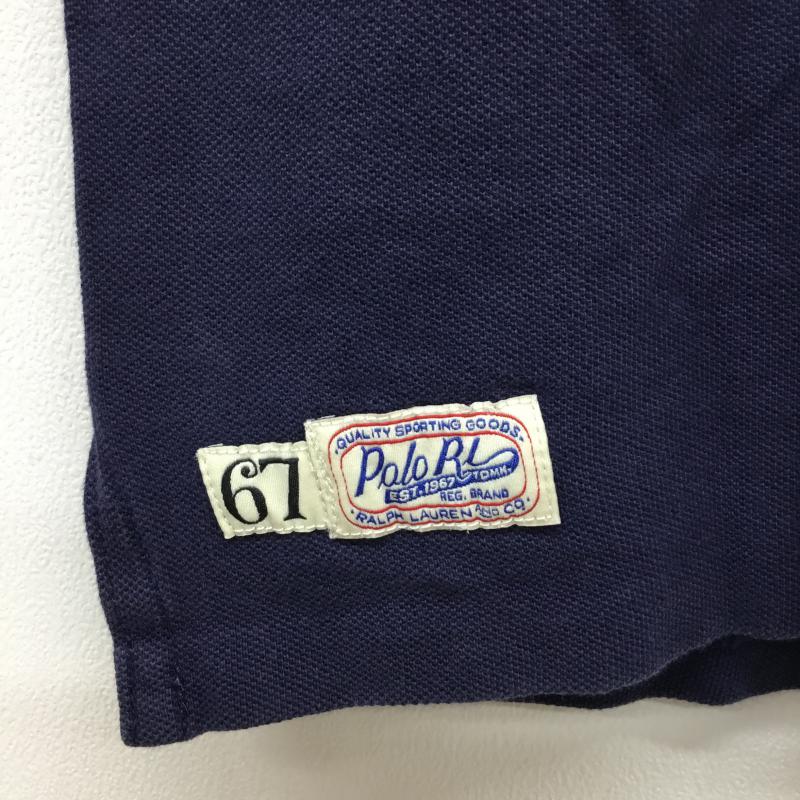 67
·QUALITY SPORTING GOODS·
Polo RL
EST. 1967 TDMK.
REG. BRAND
·RALPH LAUREN AND CO·